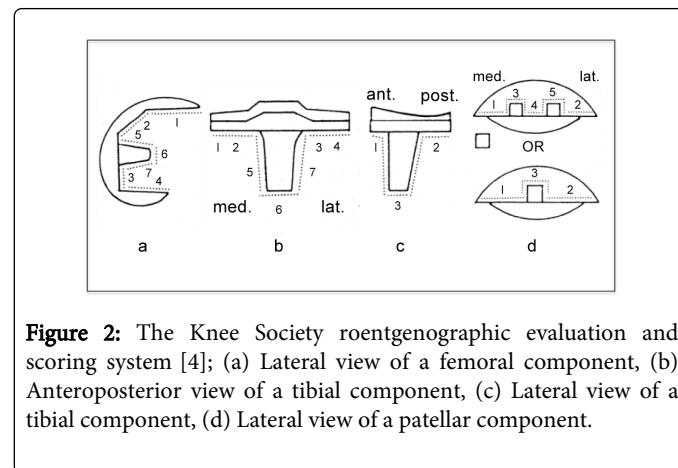 med. lat.
3 5
1 4 2
OR
3
1 2
med. lat.
1 2 3 4
5 7
6
ant. post.
1 2
3
1
2
5
6
7
3 4
a b c d
Figure 2: The Knee Society roentgenographic evaluation and
scoring system [4]; (a) Lateral view of a femoral component, (b)
Anteroposterior view of a tibial component, (c) Lateral view of a
tibial component, (d) Lateral view of a patellar component.